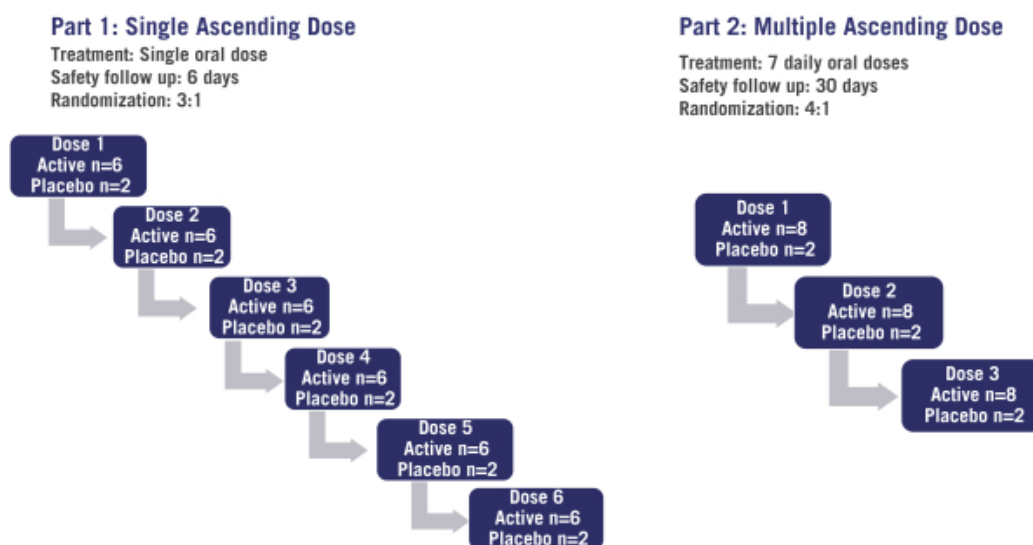 Part 1: Single Ascending Dose
Treatment: Single oral dose
Safety follow up: 6 days
Randomization: 3:1
Dose 1
Active n=6
Placebo n=2
Dose 2
Active n=6
Placebo n=2
Dose 3
Active n=6
Placebo n=2
Dose 4
Active n=6
Placebo n=2
Dose 5
Active n=6
Placebo n=2
Dose 6
Active n=6
Placebo n=2
Part 2: Multiple Ascending Dose
Treatment: 7 daily oral doses
Safety follow up: 30 days
Randomization: 4:1
Dose 1
Active n=8
Placebo n=2
Dose 2
Active n=8
Placebo n=2
Dose 3
Active n=8
Placebo n=2